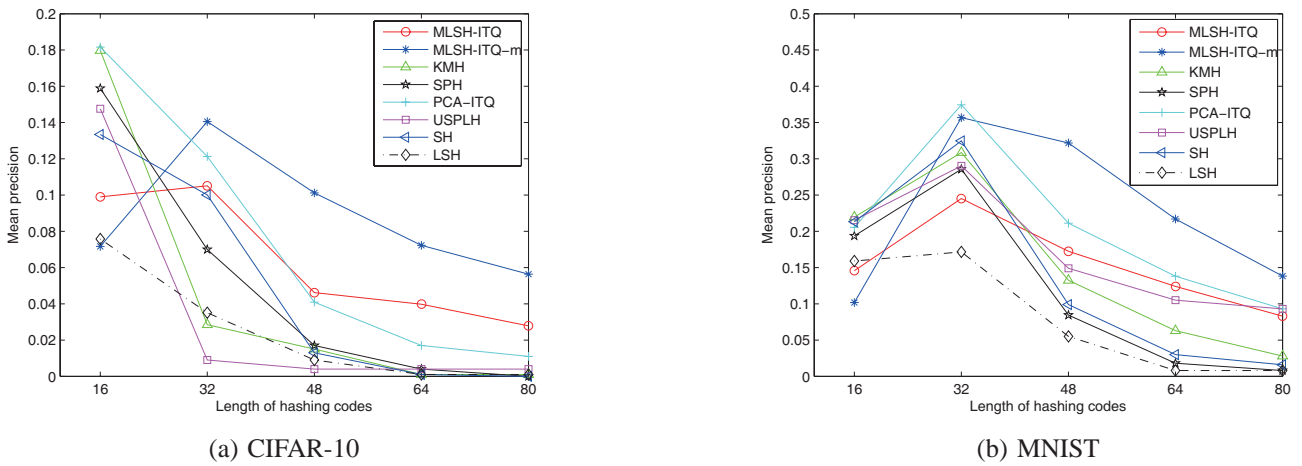 0.2
0.18
0.16
0.14
0.12
0.1
0.08
0.06
0.04
0.02
0
Mean precision
16 32 48 64 80
Length of hashing codes
MLSH-ITQ
MLSH-ITQ-m
KMH
SPH
PCA-ITQ
USPLH
SH
LSH
(a) CIFAR-10
0.5
0.45
0.4
0.35
0.3
0.25
0.2
0.15
0.1
0.05
0
Mean precision
16 32 48 64 80
Length of hashing codes
MLSH-ITQ
MLSH-ITQ-m
KMH
SPH
PCA-ITQ
USPLH
SH
LSH
(b) MNIST